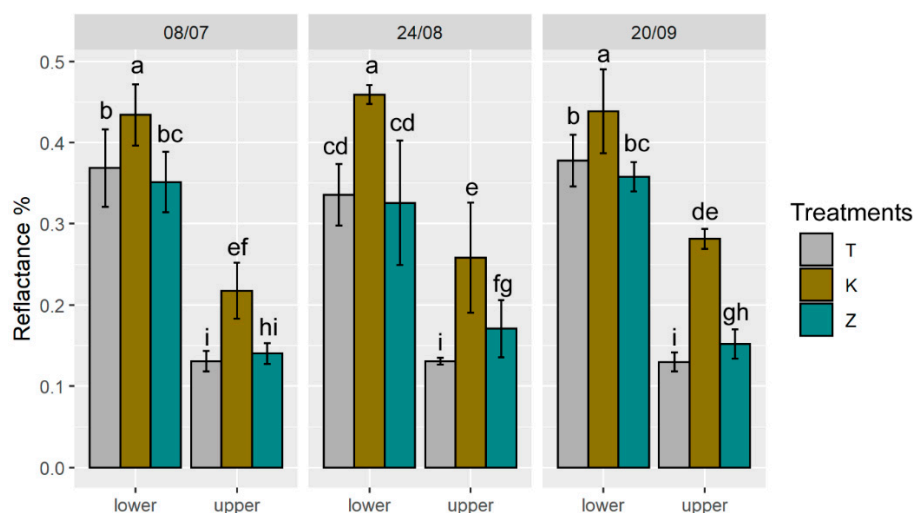 08/07
24/08
20/09
Reflactance %
0.5
0.4
0.3
0.2
0.1
0.0
b
a
bc
ef
i
hi
cd
a
cd
e
i
fg
b
a
bc
de
i
gh
lower
upper
lower
upper
lower
upper
Treatments
T
K
Z